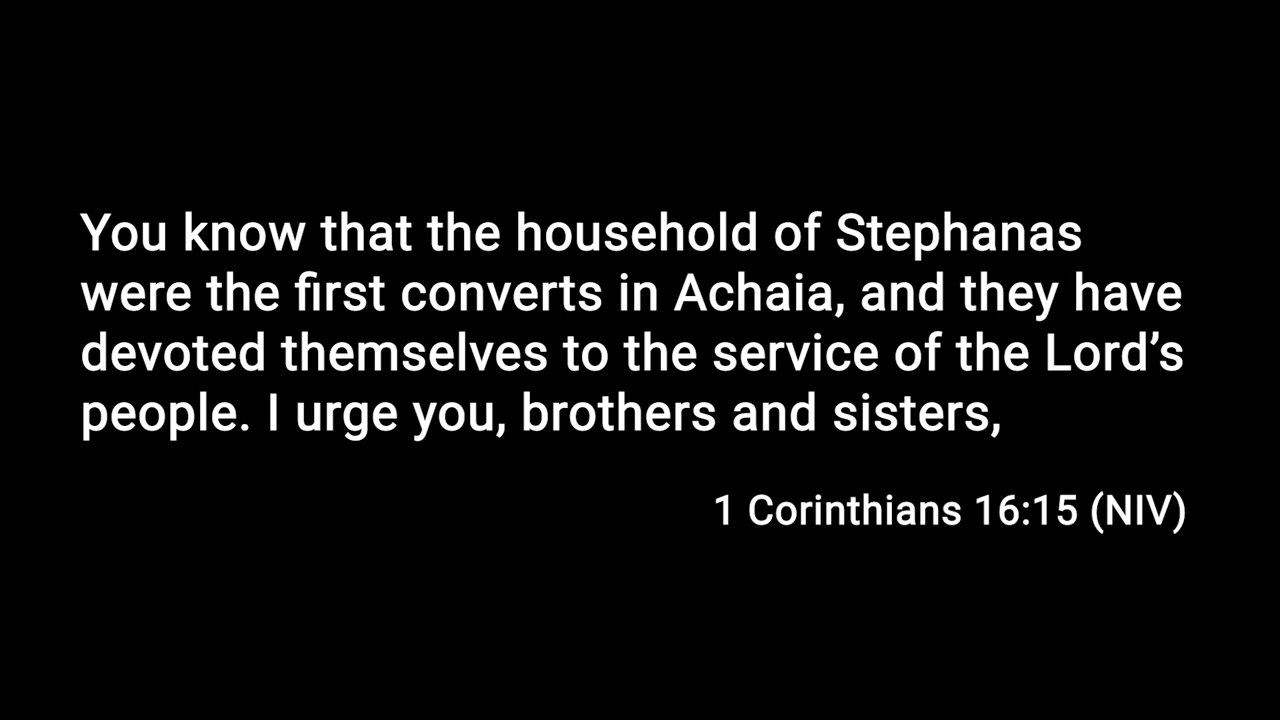 You know that the household of Stephanas
were the first converts in Achaia, and they have
devoted themselves to the service of the Lord’s
people. I urge you, brothers and sisters,
1 Corinthians 16:15 (NIV)